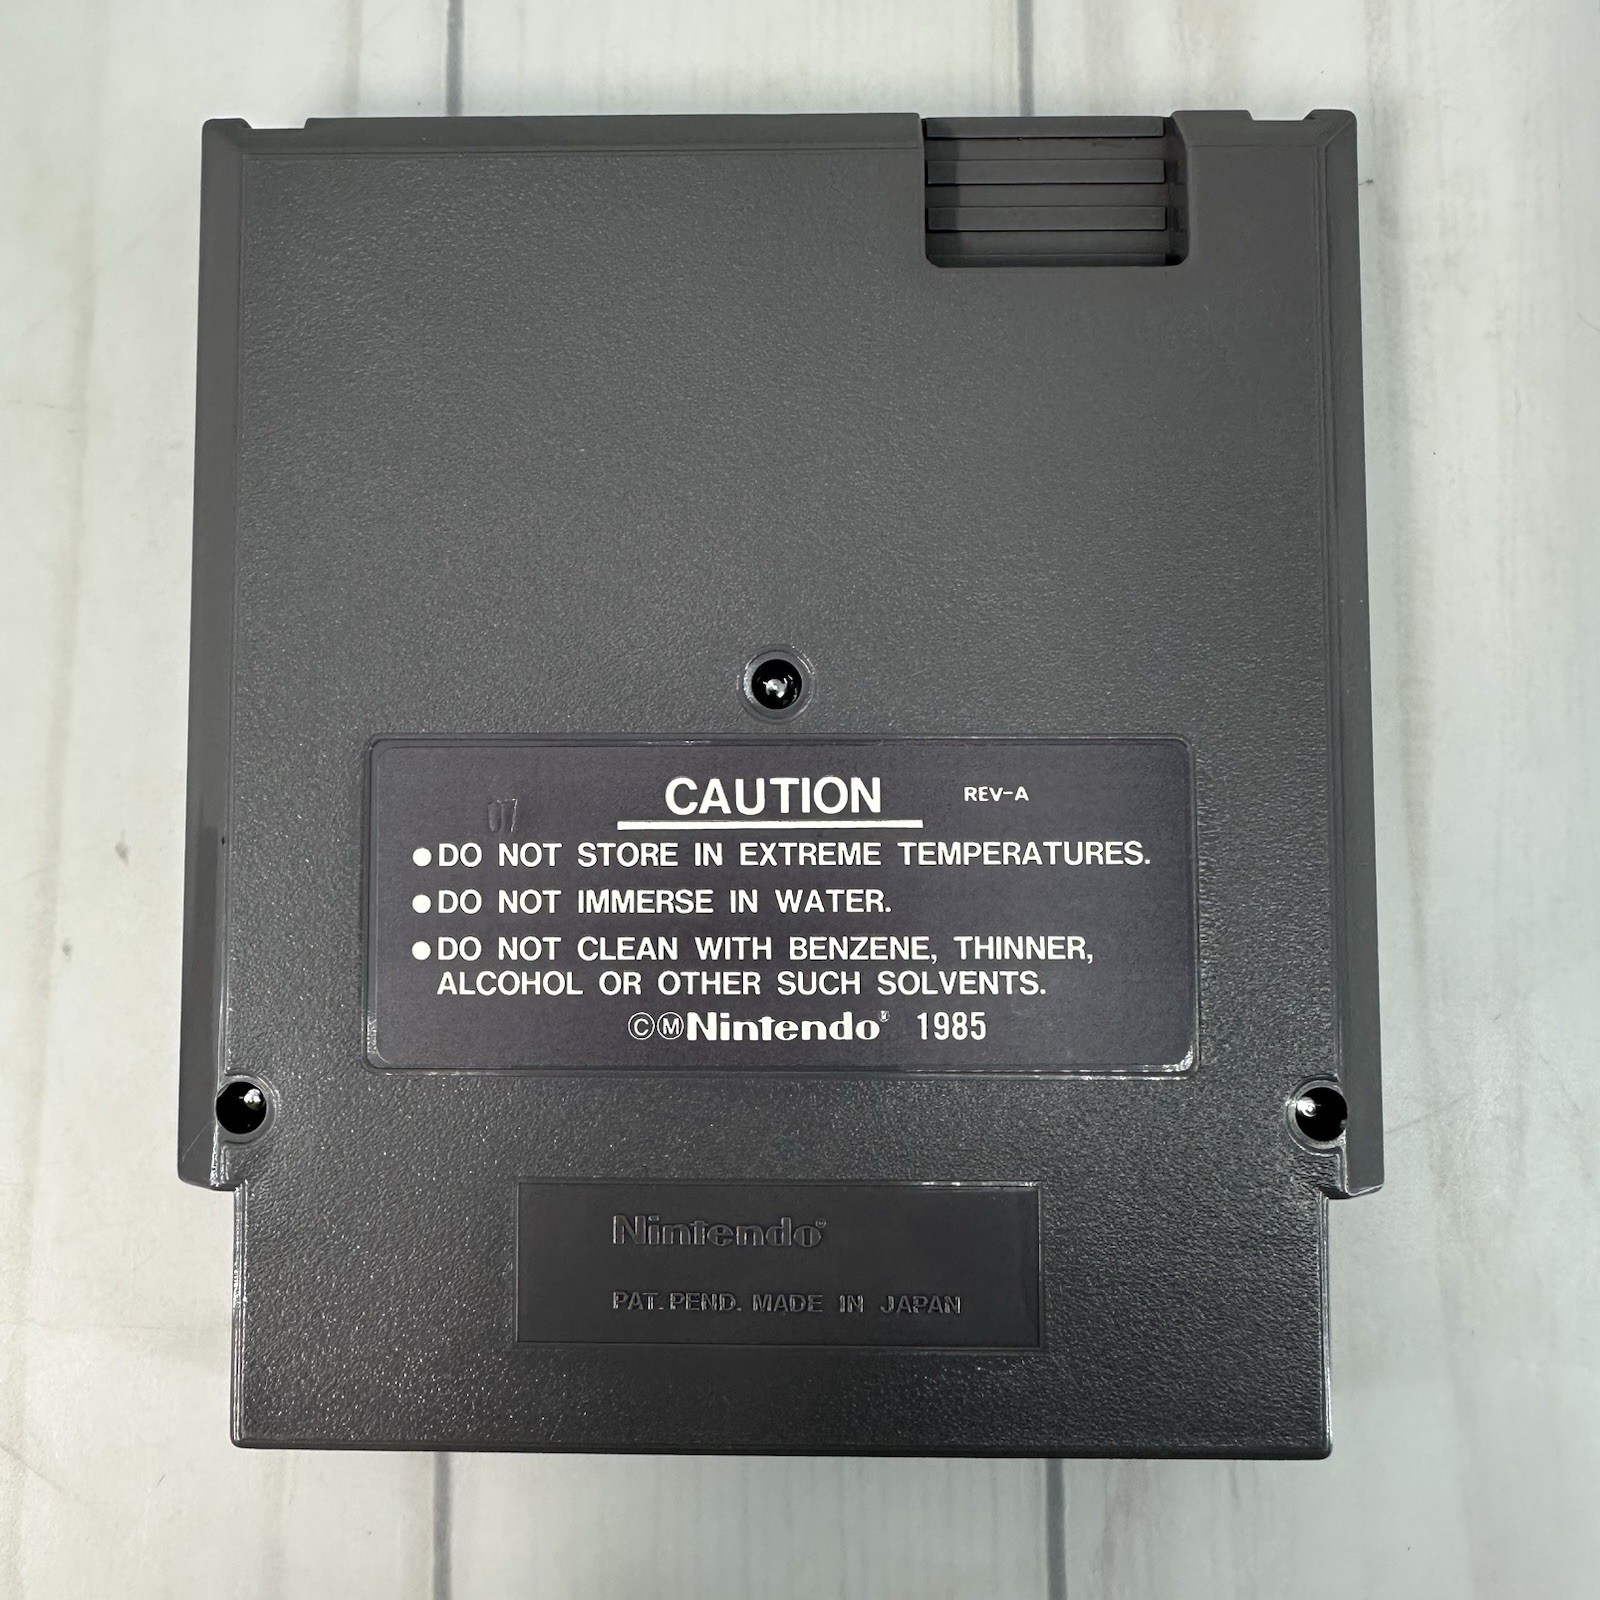 CAUTION REV-A
●DO NOT STORE IN EXTREME TEMPERATURES.
●DO NOT IMMERSE IN WATER.
●DO NOT CLEAN WITH BENZENE, THINNER,
ALCOHOL OR OTHER SUCH SOLVENTS.
©ⓂNintendo® 1985
Nintendo®
PAT. PEND. MADE IN JAPAN